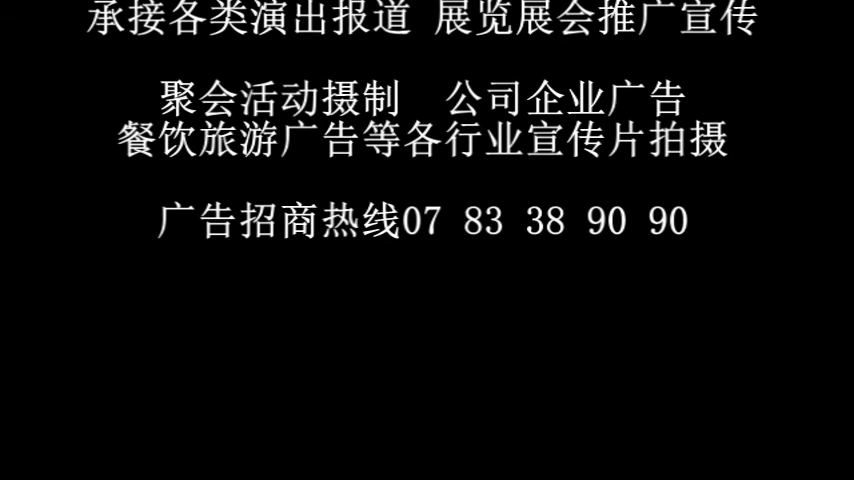 承接各类演出报道 展览展会推广宣传
聚会活动摄制 公司企业广告
餐饮旅游广告等各行业宣传片拍摄
广告招商热线07 83 38 90 90